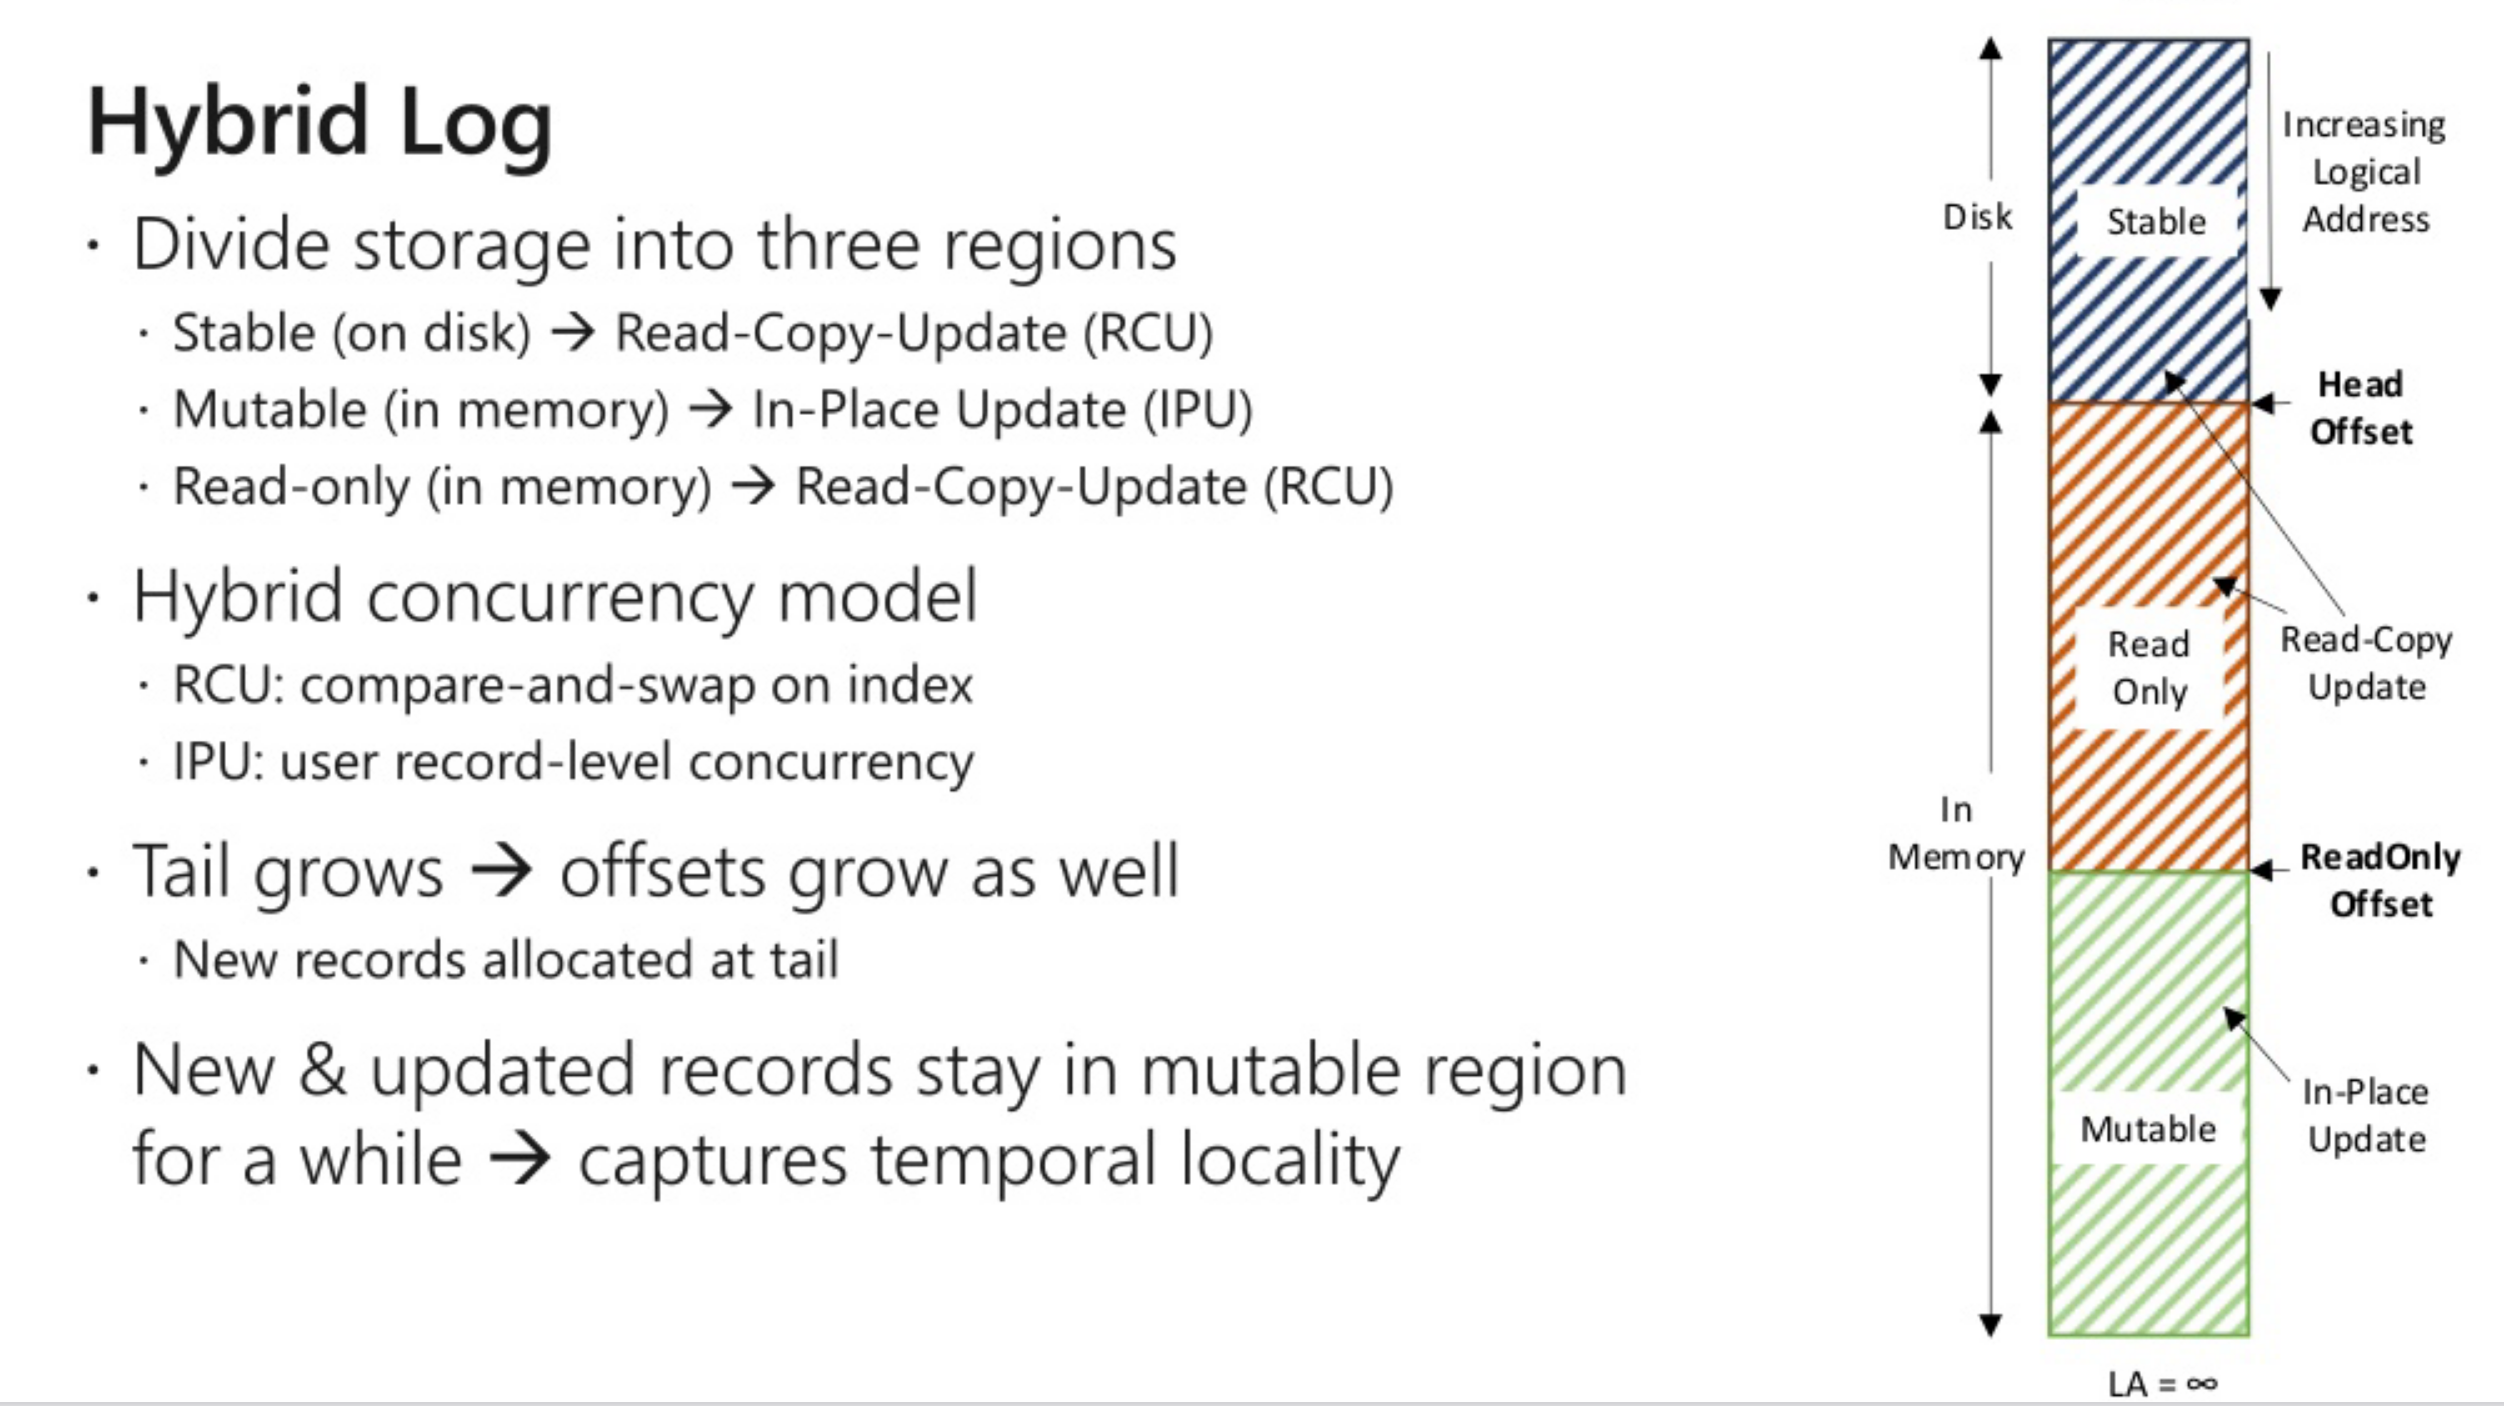 Hybrid Log
· Divide storage into three regions
· Stable (on disk) → Read-Copy-Update (RCU)
· Mutable (in memory) → In-Place Update (IPU)
· Read-only (in memory) → Read-Copy-Update (RCU)
· Hybrid concurrency model
· RCU: compare-and-swap on index
· IPU: user record-level concurrency
· Tail grows → offsets grow as well
· New records allocated at tail
· New & updated records stay in mutable region
for a while → captures temporal locality
Disk
Stable
Increasing
Logical
Address
Head
Offset
Read
Only
Read-Copy
Update
In
Memory
ReadOnly
Offset
Mutable
In-Place
Update
LA = ∞